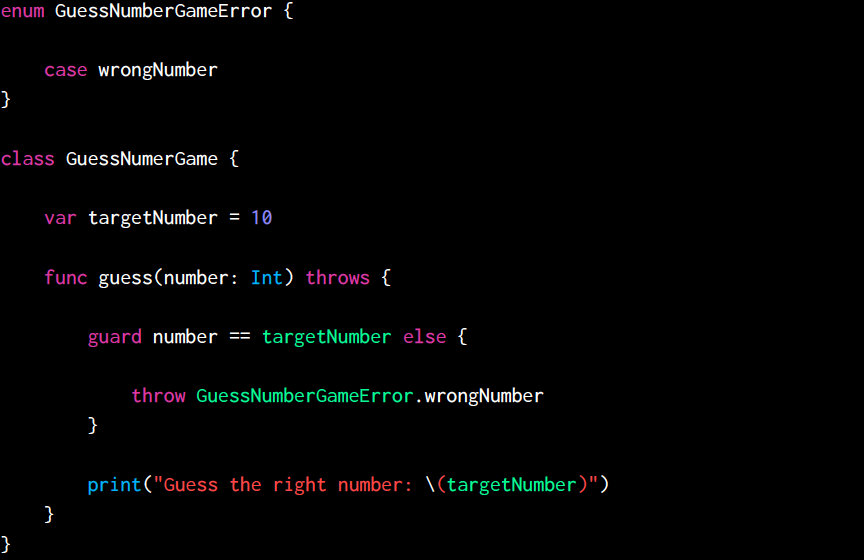 enum GuessNumberGameError {
case wrongNumber
}
class GuessNumerGame {
var targetNumber = 10
func guess(number: Int) throws {
guard number == targetNumber else {
throw GuessNumberGameError.wrongNumber
}
print("Guess the right number: \(targetNumber)")
}
}